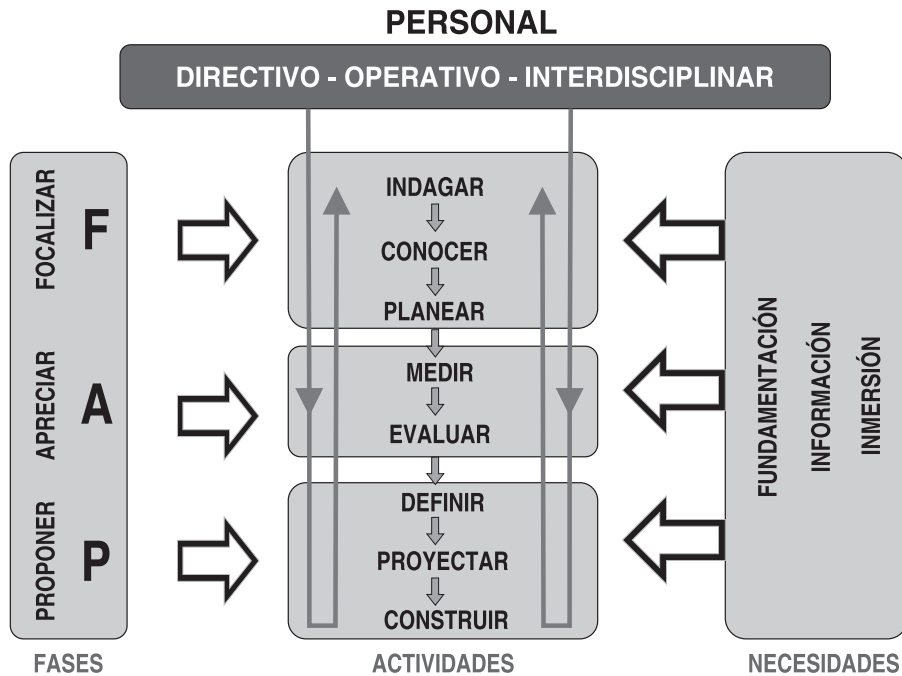 PERSONAL
DIRECTIVO - OPERATIVO - INTERDISCIPLINAR
FOCALIZAR
F
APRECIAR
A
PROPONER
P
INDAGAR
CONOCER
PLANEAR
MEDIR
EVALUAR
DEFINIR
PROYECTAR
CONSTRUIR
FUNDAMENTACIÓN
INFORMACIÓN
INMERSIÓN
FASES
ACTIVIDADES
NECESIDADES